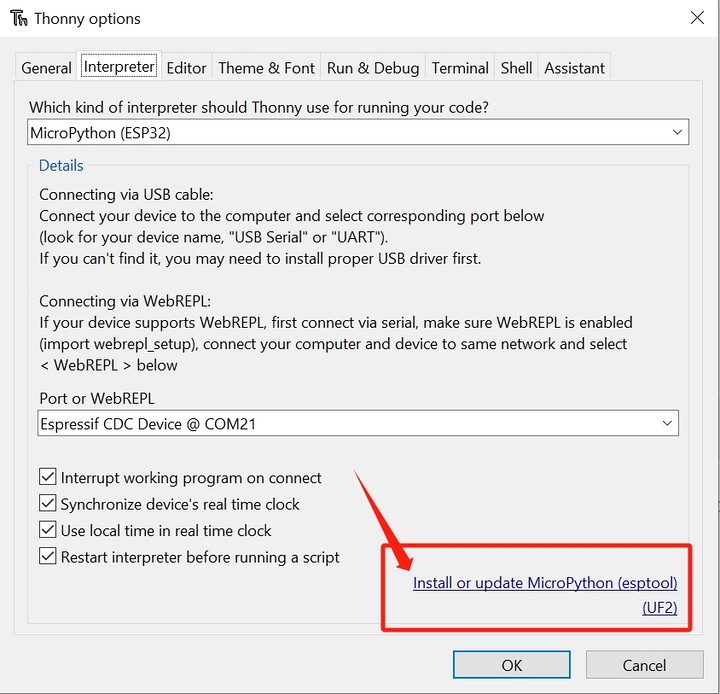 Thonny options
General Interpreter Editor Theme & Font Run & Debug Terminal Shell Assistant
Which kind of interpreter should Thonny use for running your code?
MicroPython (ESP32)
Details
Connecting via USB cable:
Connect your device to the computer and select corresponding port below
(look for your device name, "USB Serial" or "UART").
If you can't find it, you may need to install proper USB driver first.
Connecting via WebREPL:
If your device supports WebREPL, first connect via serial, make sure WebREPL is enabled
(import webrepl_setup), connect your computer and device to same network and select
< WebREPL > below
Port or WebREPL
Espressif CDC Device @ COM21
Interrupt working program on connect
Synchronize device's real time clock
Use local time in real time clock
Restart interpreter before running a script
Install or update MicroPython (esptool)
(UF2)
OK Cancel